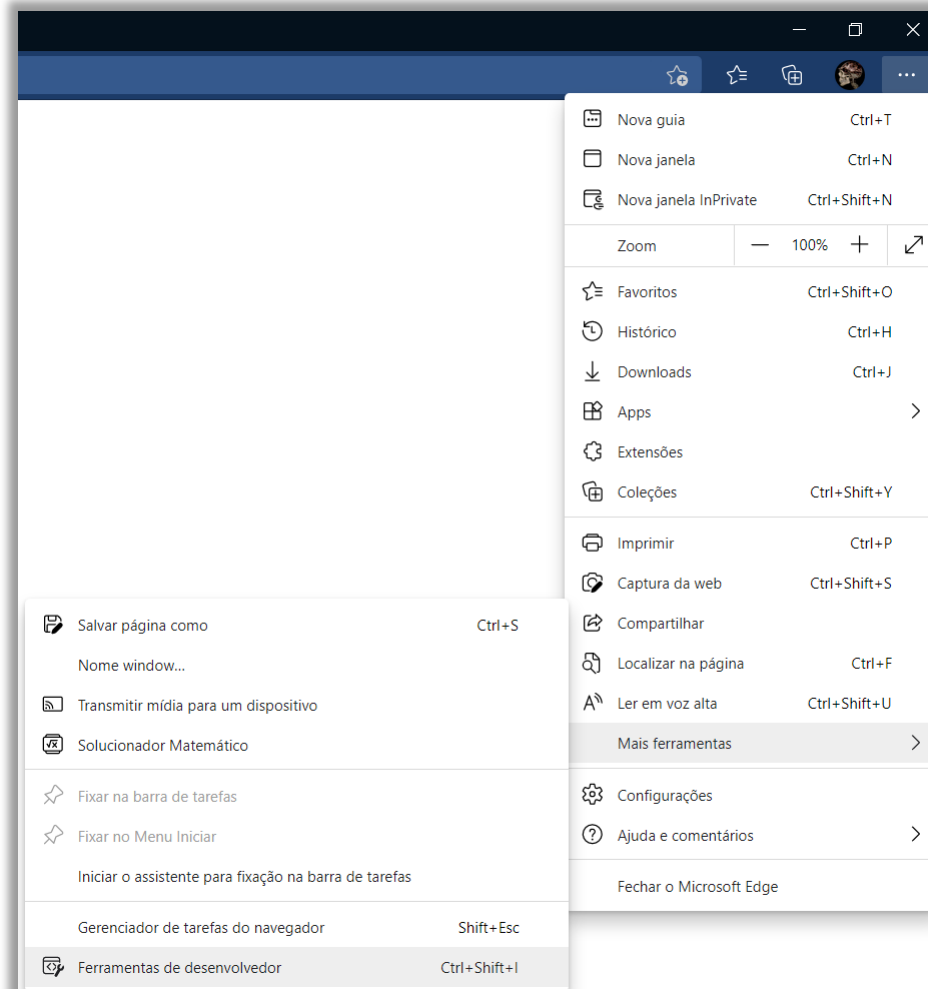 Nova guia Ctrl+T
Nova janela Ctrl+N
Nova janela InPrivate Ctrl+Shift+N
Zoom 100%
Favoritos Ctrl+Shift+O
Histórico Ctrl+H
Downloads Ctrl+J
Apps
Extensões
Coleções Ctrl+Shift+Y
Imprimir Ctrl+P
Captura da web Ctrl+Shift+S
Compartilhar
Localizar na página Ctrl+F
Ler em voz alta Ctrl+Shift+U
Mais ferramentas
Configurações
Ajuda e comentários
Fechar o Microsoft Edge
Salvar página como Ctrl+S
Nome window...
Transmitir mídia para um dispositivo
Solucionador Matemático
Fixar na barra de tarefas
Fixar no Menu Iniciar
Iniciar o assistente para fixação na barra de tarefas
Gerenciador de tarefas do navegador Shift+Esc
Ferramentas de desenvolvedor Ctrl+Shift+I